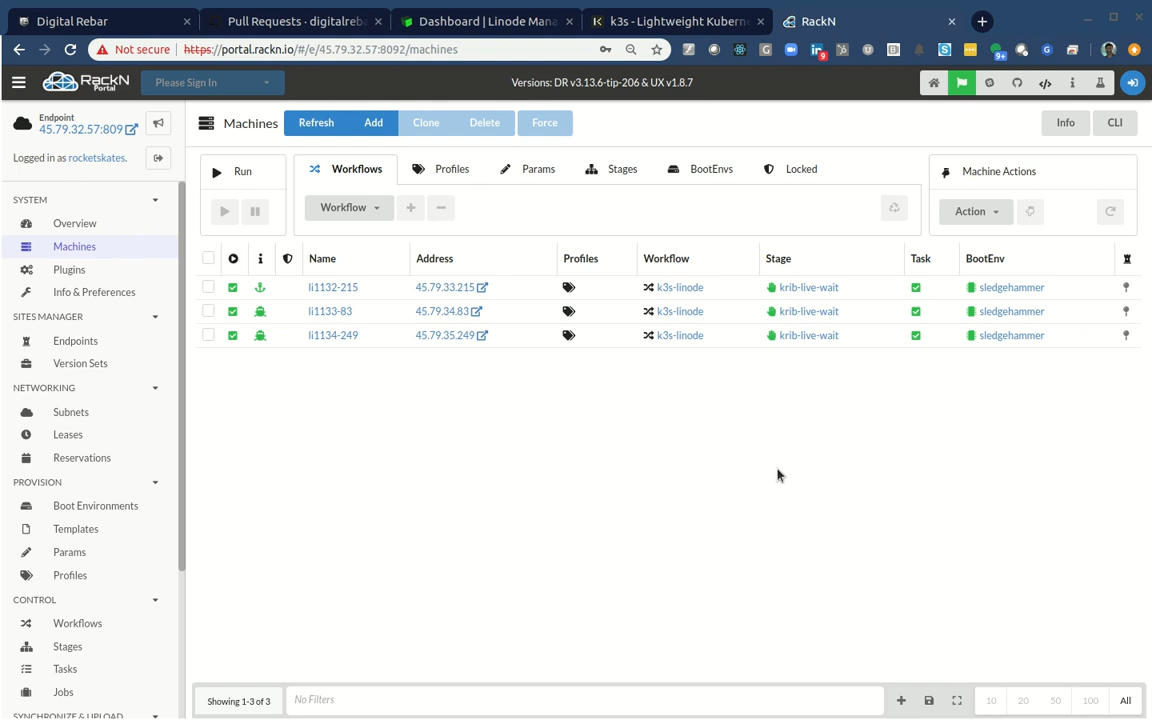 Digital Rebar
Pull Requests · digitalreba
Dashboard | Linode Mana
k3s - Lightweight Kuberne
RackN
Not secure
https://portal.rackn.io/#/e/45.79.32.57:8092/machines
9
9+
RackN
Portal
Please Sign In
Versions: DR v3.13.6-tip-206 & UX v1.8.7
Endpoint
45.79.32.57:809
Logged in as rocketskates.
Machines
Refresh
Add
Clone
Delete
Force
Info
CLI
Run
Workflows
Profiles
Params
Stages
BootEnvs
Locked
Machine Actions
Workflow
Action
SYSTEM
Overview
Machines
Plugins
Info & Preferences
SITES MANAGER
Endpoints
Version Sets
NETWORKING
Subnets
Leases
Reservations
PROVISION
Boot Environments
Templates
Params
Profiles
CONTROL
Workflows
Stages
Tasks
Jobs
SYNCHRONIZE & UPLOAD
Name Address Profiles Workflow Stage Task BootEnv
li1132-215 45.79.33.215 k3s-linode krib-live-wait sledgehammer
li1133-83 45.79.34.83 k3s-linode krib-live-wait sledgehammer
li1134-249 45.79.35.249 k3s-linode krib-live-wait sledgehammer
Showing 1-3 of 3
No Filters
10
20
50
100
All